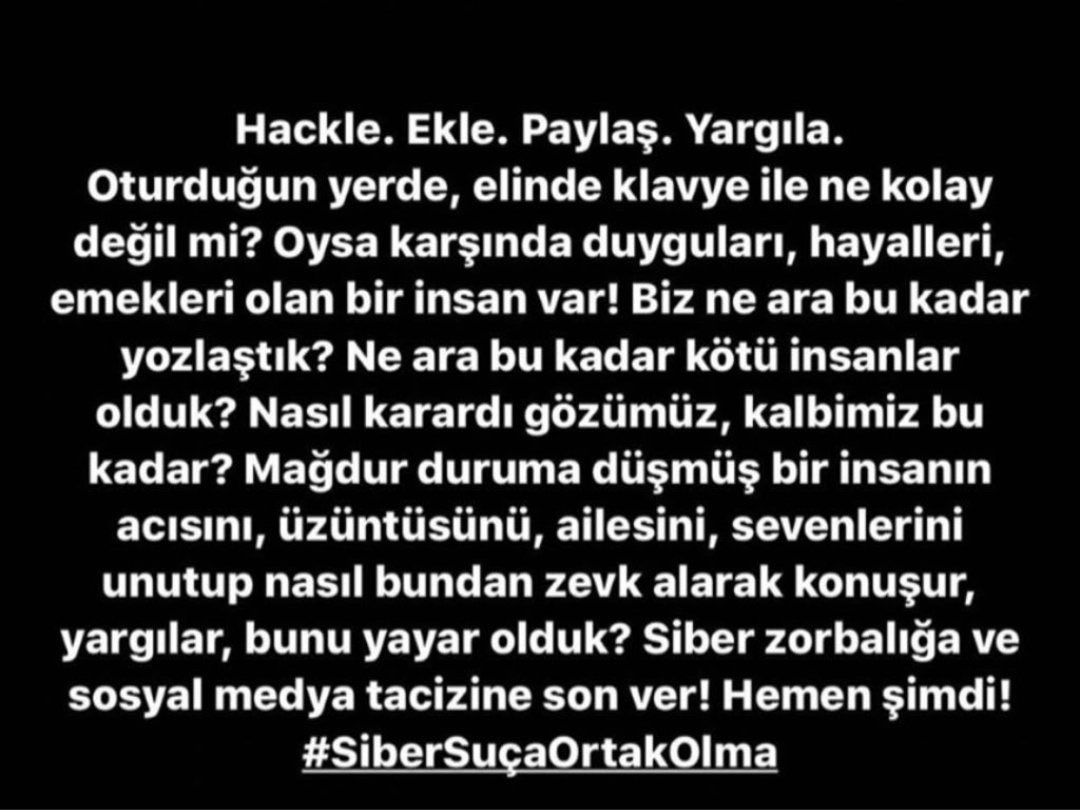 Hackle. Ekle. Paylaş. Yargıla.
Oturduğun yerde, elinde klavye ile ne kolay
değil mi? Oysa karşında duyguları, hayalleri,
emekleri olan bir insan var! Biz ne ara bu kadar
yozlaştık? Ne ara bu kadar kötü insanlar
olduk? Nasıl karardı gözümüz, kalbimiz bu
kadar? Mağdur duruma düşmüş bir insanın
acısını, üzüntüsünü, ailesini, sevenlerini
unutup nasıl bundan zevk alarak konuşur,
yargılar, bunu yayar olduk? Siber zorbalığa ve
sosyal medya tacizine son ver! Hemen şimdi!
#SiberSuçaOrtakOlma